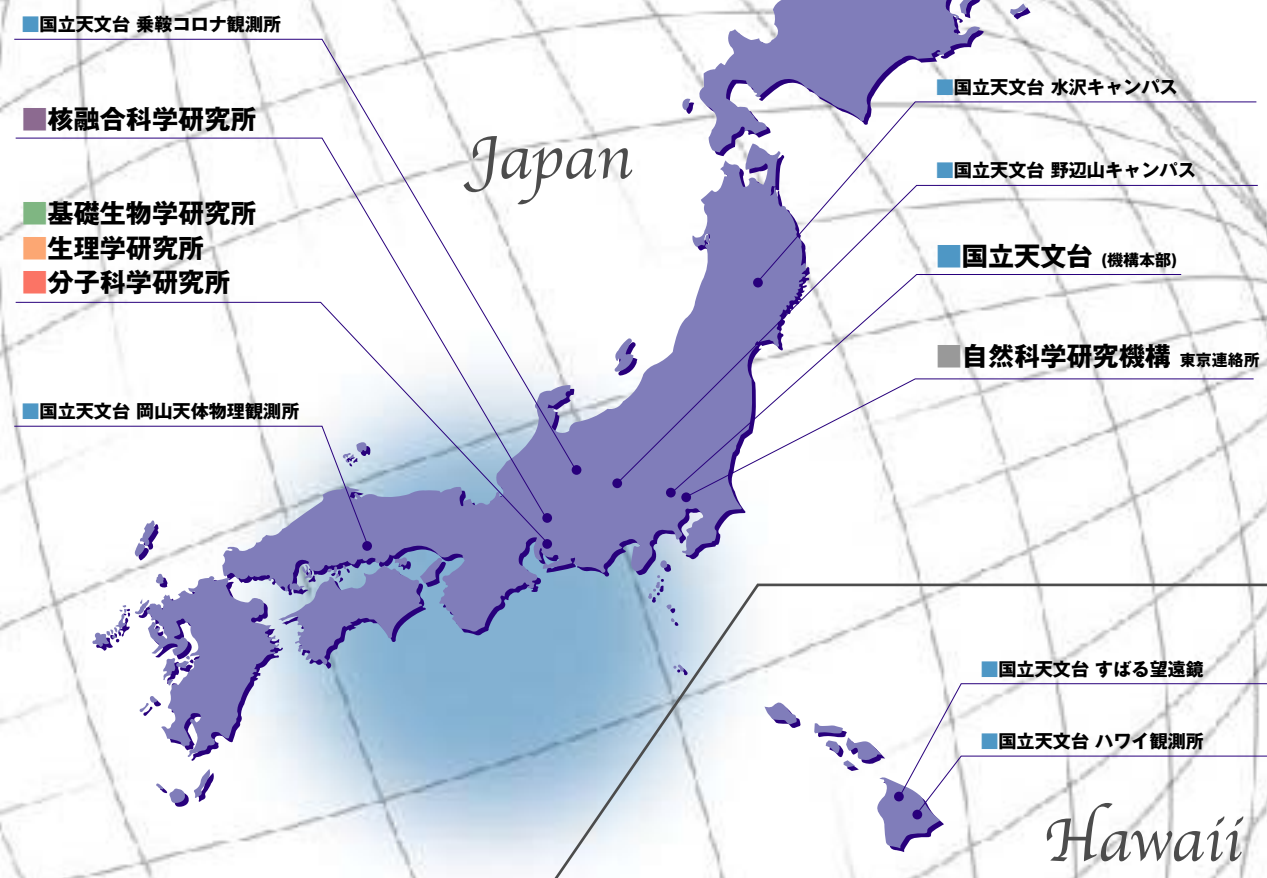 国立天文台 乗鞍コロナ観測所
核融合科学研究所
基礎生物学研究所
生理学研究所
分子科学研究所
国立天文台 岡山天体物理観測所
Japan
国立天文台 水沢キャンパス
国立天文台 野辺山キャンパス
国立天文台 (機構本部)
自然科学研究機構 東京連絡所
国立天文台 すばる望遠鏡
国立天文台 ハワイ観測所
Hawaii